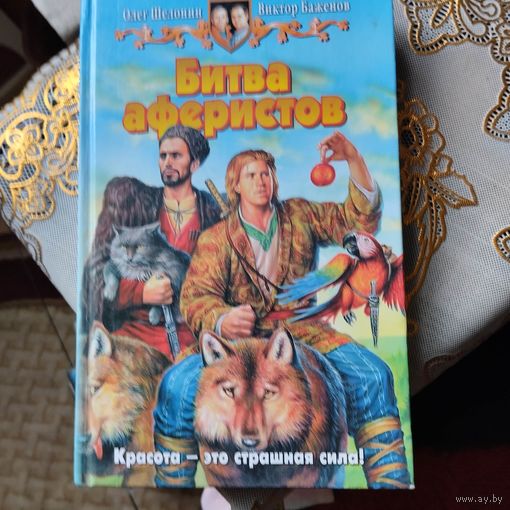 Олег Шелонин Виктор Баженов
Битва
аферистов
Красота – это страшная сила!
www.ay.by